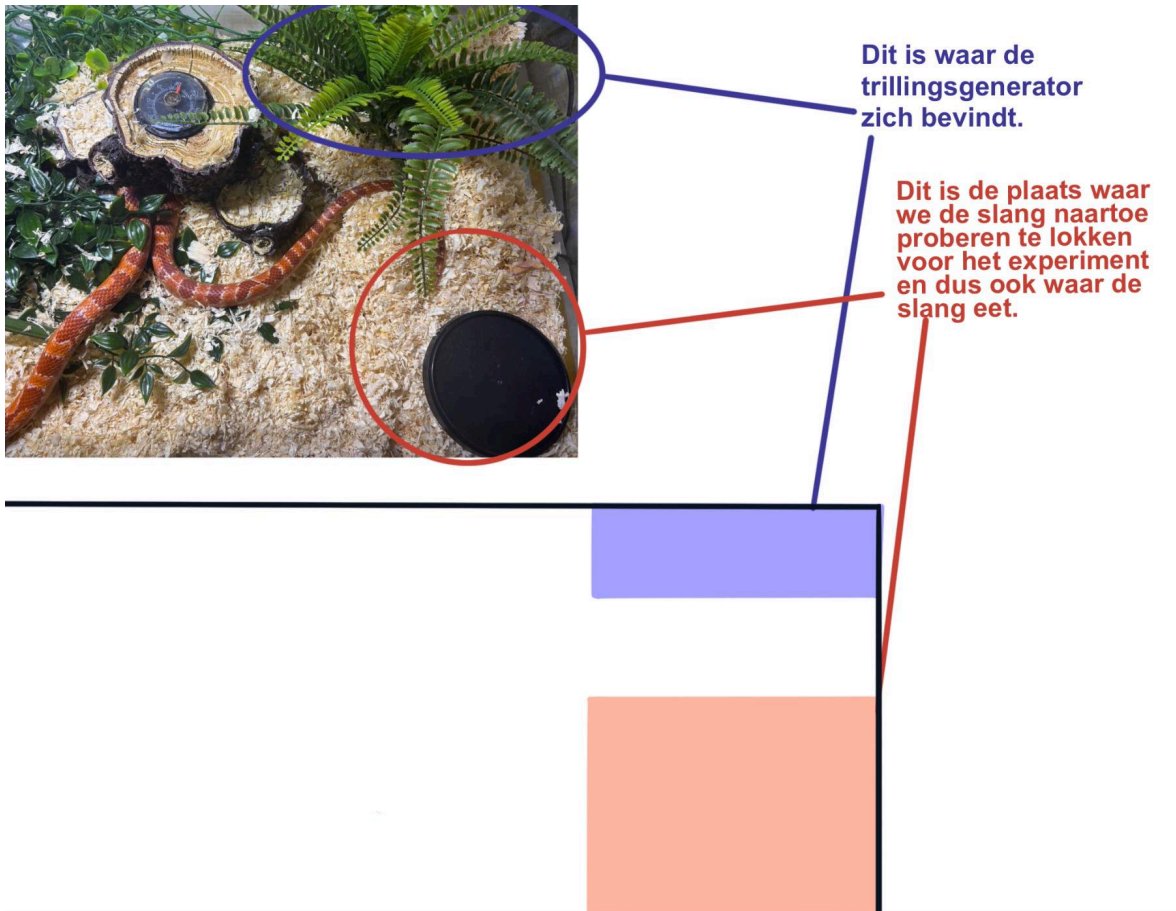 Dit is waar de
trillingsgenerator
zich bevindt.
Dit is de plaats waar
we de slang naartoe
proberen te lokken
voor het experiment
en dus ook waar de
slang eet.